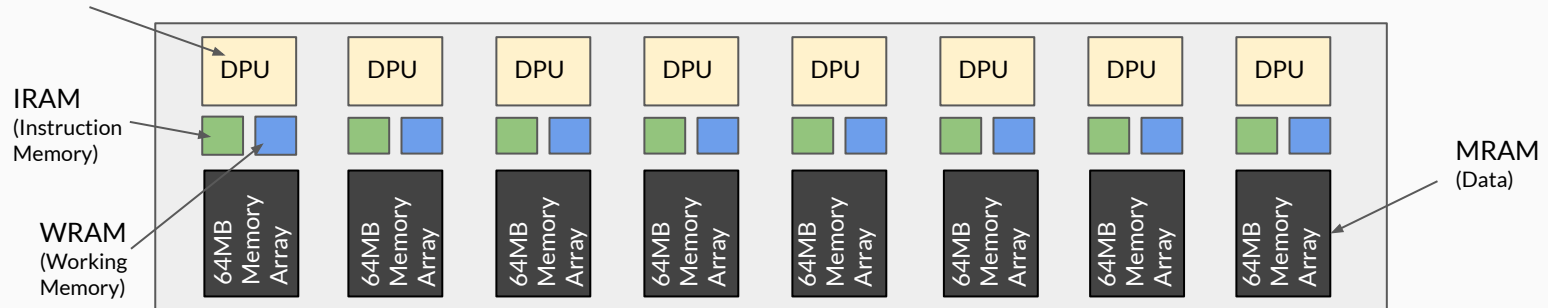 DPU DPU DPU DPU DPU DPU DPU DPU
IRAM
(Instruction
Memory)
WRAM
(Working
Memory)
64MB
Memory
Array
64MB
Memory
Array
64MB
Memory
Array
64MB
Memory
Array
64MB
Memory
Array
64MB
Memory
Array
64MB
Memory
Array
64MB
Memory
Array
MRAM
(Data)